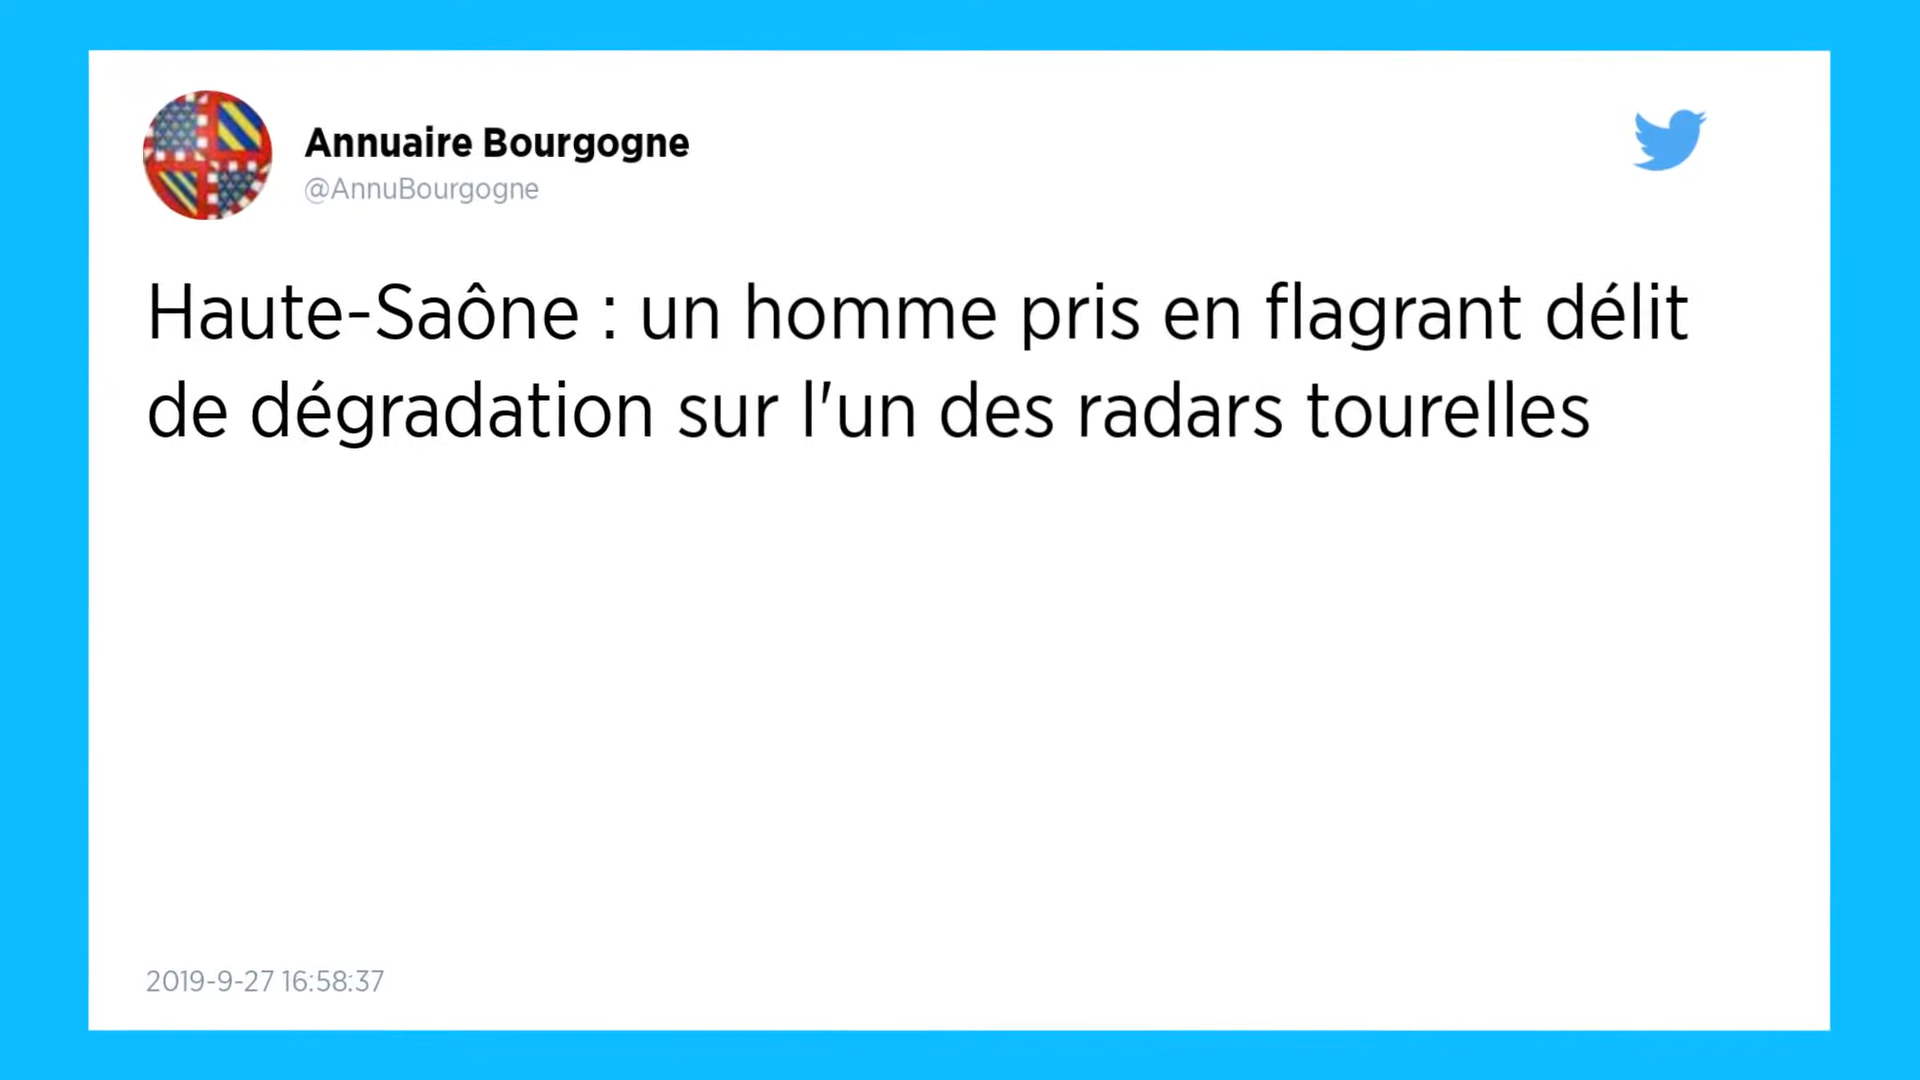 Annuaire Bourgogne
@AnnuBourgogne
Haute-Saône : un homme pris en flagrant délit
de dégradation sur l'un des radars tourelles
2019-9-27 16:58:37